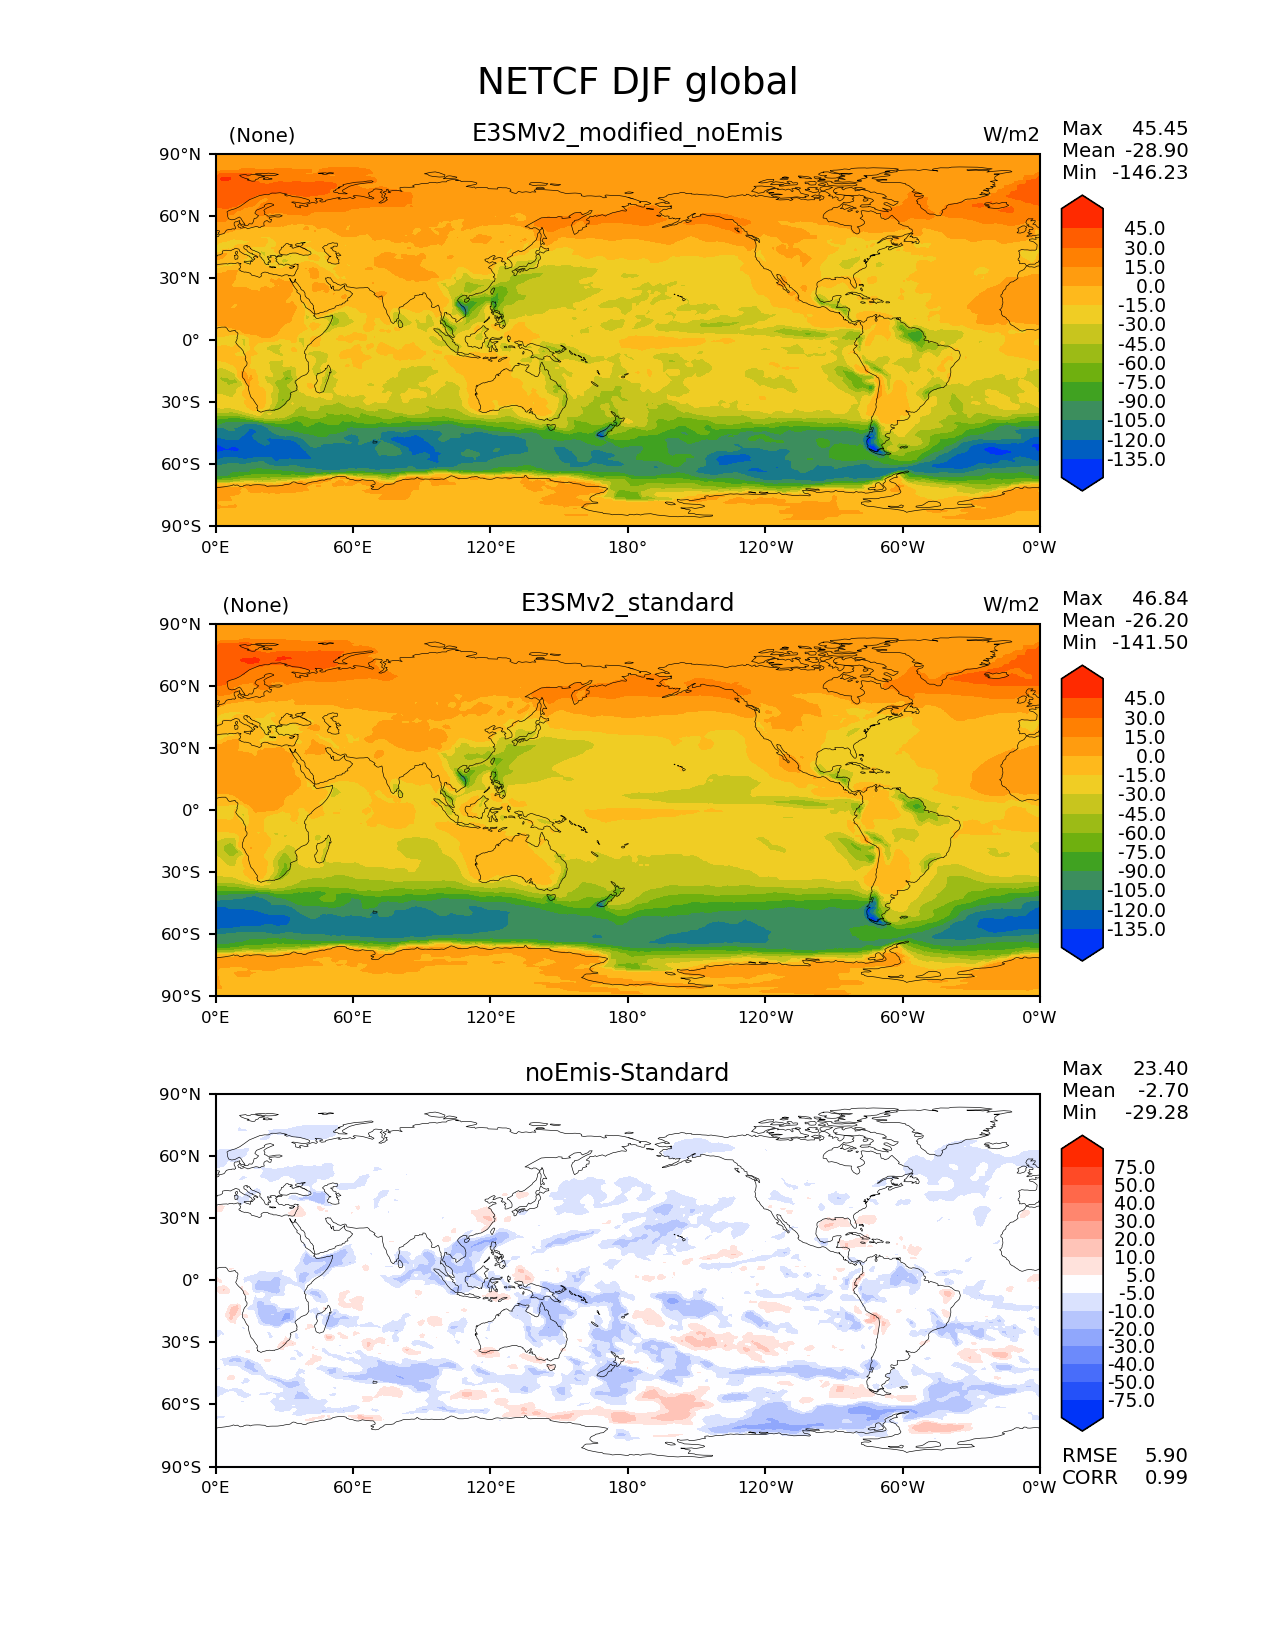 NETCF DJF global
(None) E3SMv2_modified_noEmis W/m2
Max 45.45
Mean -28.90
Min -146.23
90°N
60°N
30°N
0°
30°S
60°S
90°S
0°E 60°E 120°E 180° 120°W 60°W 0°W
45.0
30.0
15.0
0.0
-15.0
-30.0
-45.0
-60.0
-75.0
-90.0
-105.0
-120.0
-135.0
(None) E3SMv2_standard W/m2
Max 46.84
Mean -26.20
Min -141.50
90°N
60°N
30°N
0°
30°S
60°S
90°S
0°E 60°E 120°E 180° 120°W 60°W 0°W
45.0
30.0
15.0
0.0
-15.0
-30.0
-45.0
-60.0
-75.0
-90.0
-105.0
-120.0
-135.0
noEmis-Standard
Max 23.40
Mean -2.70
Min -29.28
90°N
60°N
30°N
0°
30°S
60°S
90°S
0°E 60°E 120°E 180° 120°W 60°W 0°W
75.0
50.0
40.0
30.0
20.0
10.0
5.0
-5.0
-10.0
-20.0
-30.0
-40.0
-50.0
-75.0
RMSE 5.90
CORR 0.99